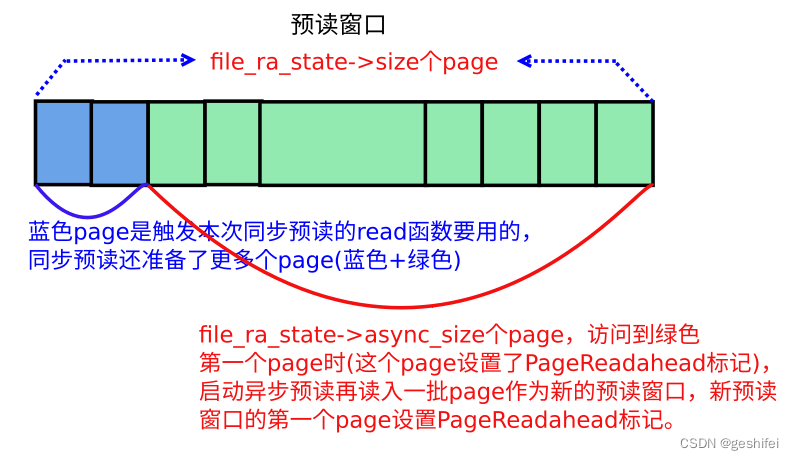 预读窗口
file_ra_state->size个page
蓝色page是触发本次同步预读的read函数要用的，
同步预读还准备了更多个page(蓝色+绿色)
file_ra_state->async_size个page，访问到绿色
第一个page时(这个page设置了PageReadahead标记)，
启动异步预读再读入一批page作为新的预读窗口，新预读
窗口的第一个page设置PageReadahead标记。
CSDN @geshifei